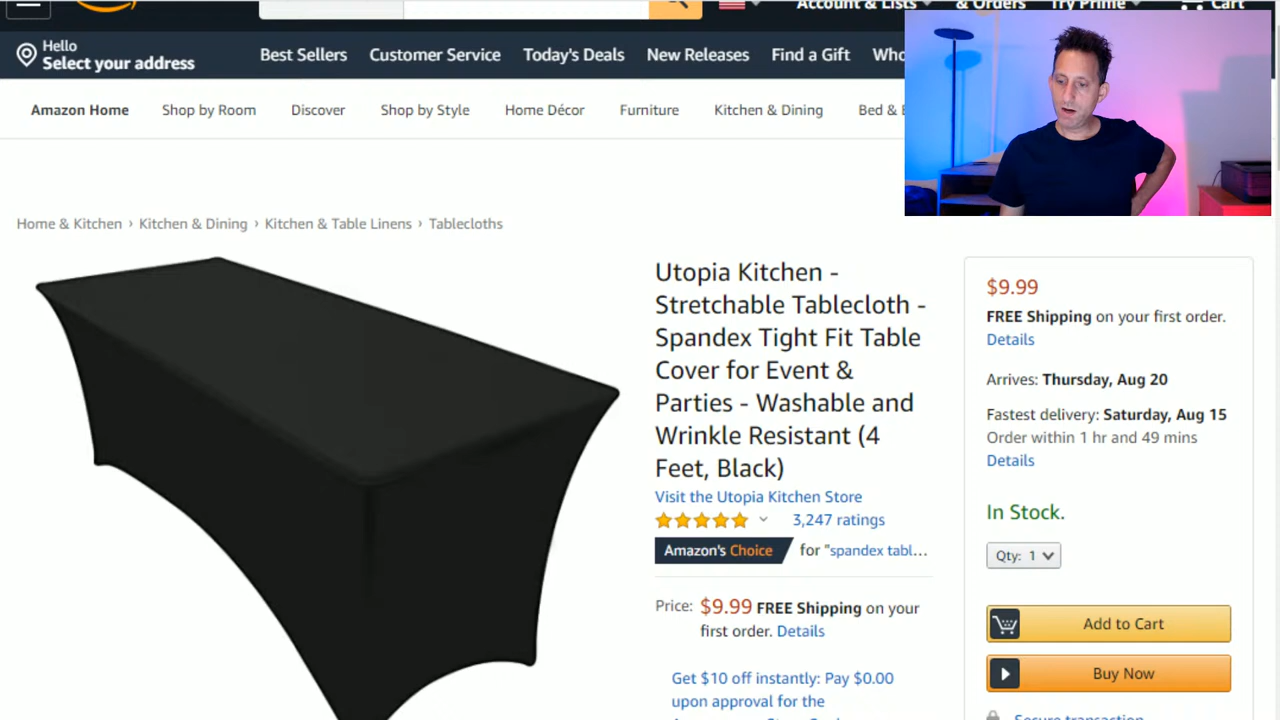 Account & Lists
& Orders
Try Prime
Cart
Hello
Select your address
Best Sellers
Customer Service
Today's Deals
New Releases
Find a Gift
Amazon Home
Shop by Room
Discover
Shop by Style
Home Décor
Furniture
Kitchen & Dining
Bed &
Home & Kitchen › Kitchen & Dining › Kitchen & Table Linens › Tablecloths
Utopia Kitchen -
Stretchable Tablecloth -
Spandex Tight Fit Table
Cover for Event &
Parties - Washable and
Wrinkle Resistant (4
Feet, Black)
Visit the Utopia Kitchen Store
3,247 ratings
Amazon's Choice for "spandex tabl...
Price: $9.99 FREE Shipping on your
first order. Details
Get $10 off instantly: Pay $0.00
upon approval for the
$9.99
FREE Shipping on your first order.
Details
Arrives: Thursday, Aug 20
Fastest delivery: Saturday, Aug 15
Order within 1 hr and 49 mins
Details
In Stock.
Qty: 1
Add to Cart
Buy Now
Secure transaction